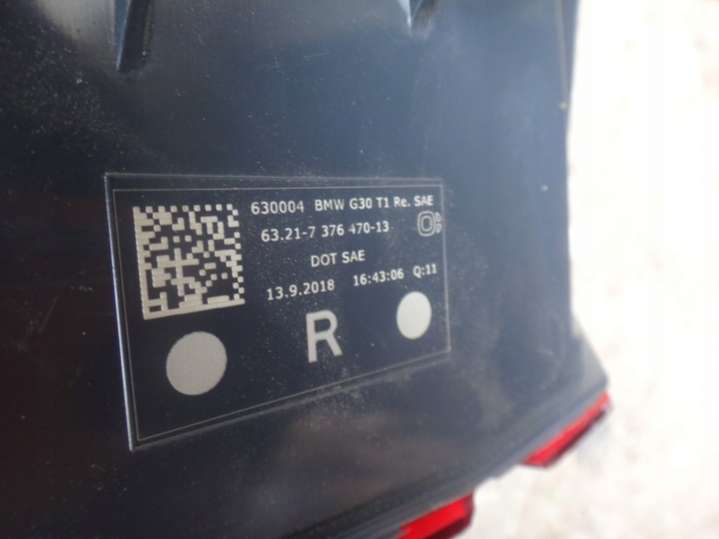 630004 BMW G30 T1 Re. SAE
63.21-7 376 470-13
DOT SAE
13.9.2018 16:43:06 Q:11
R